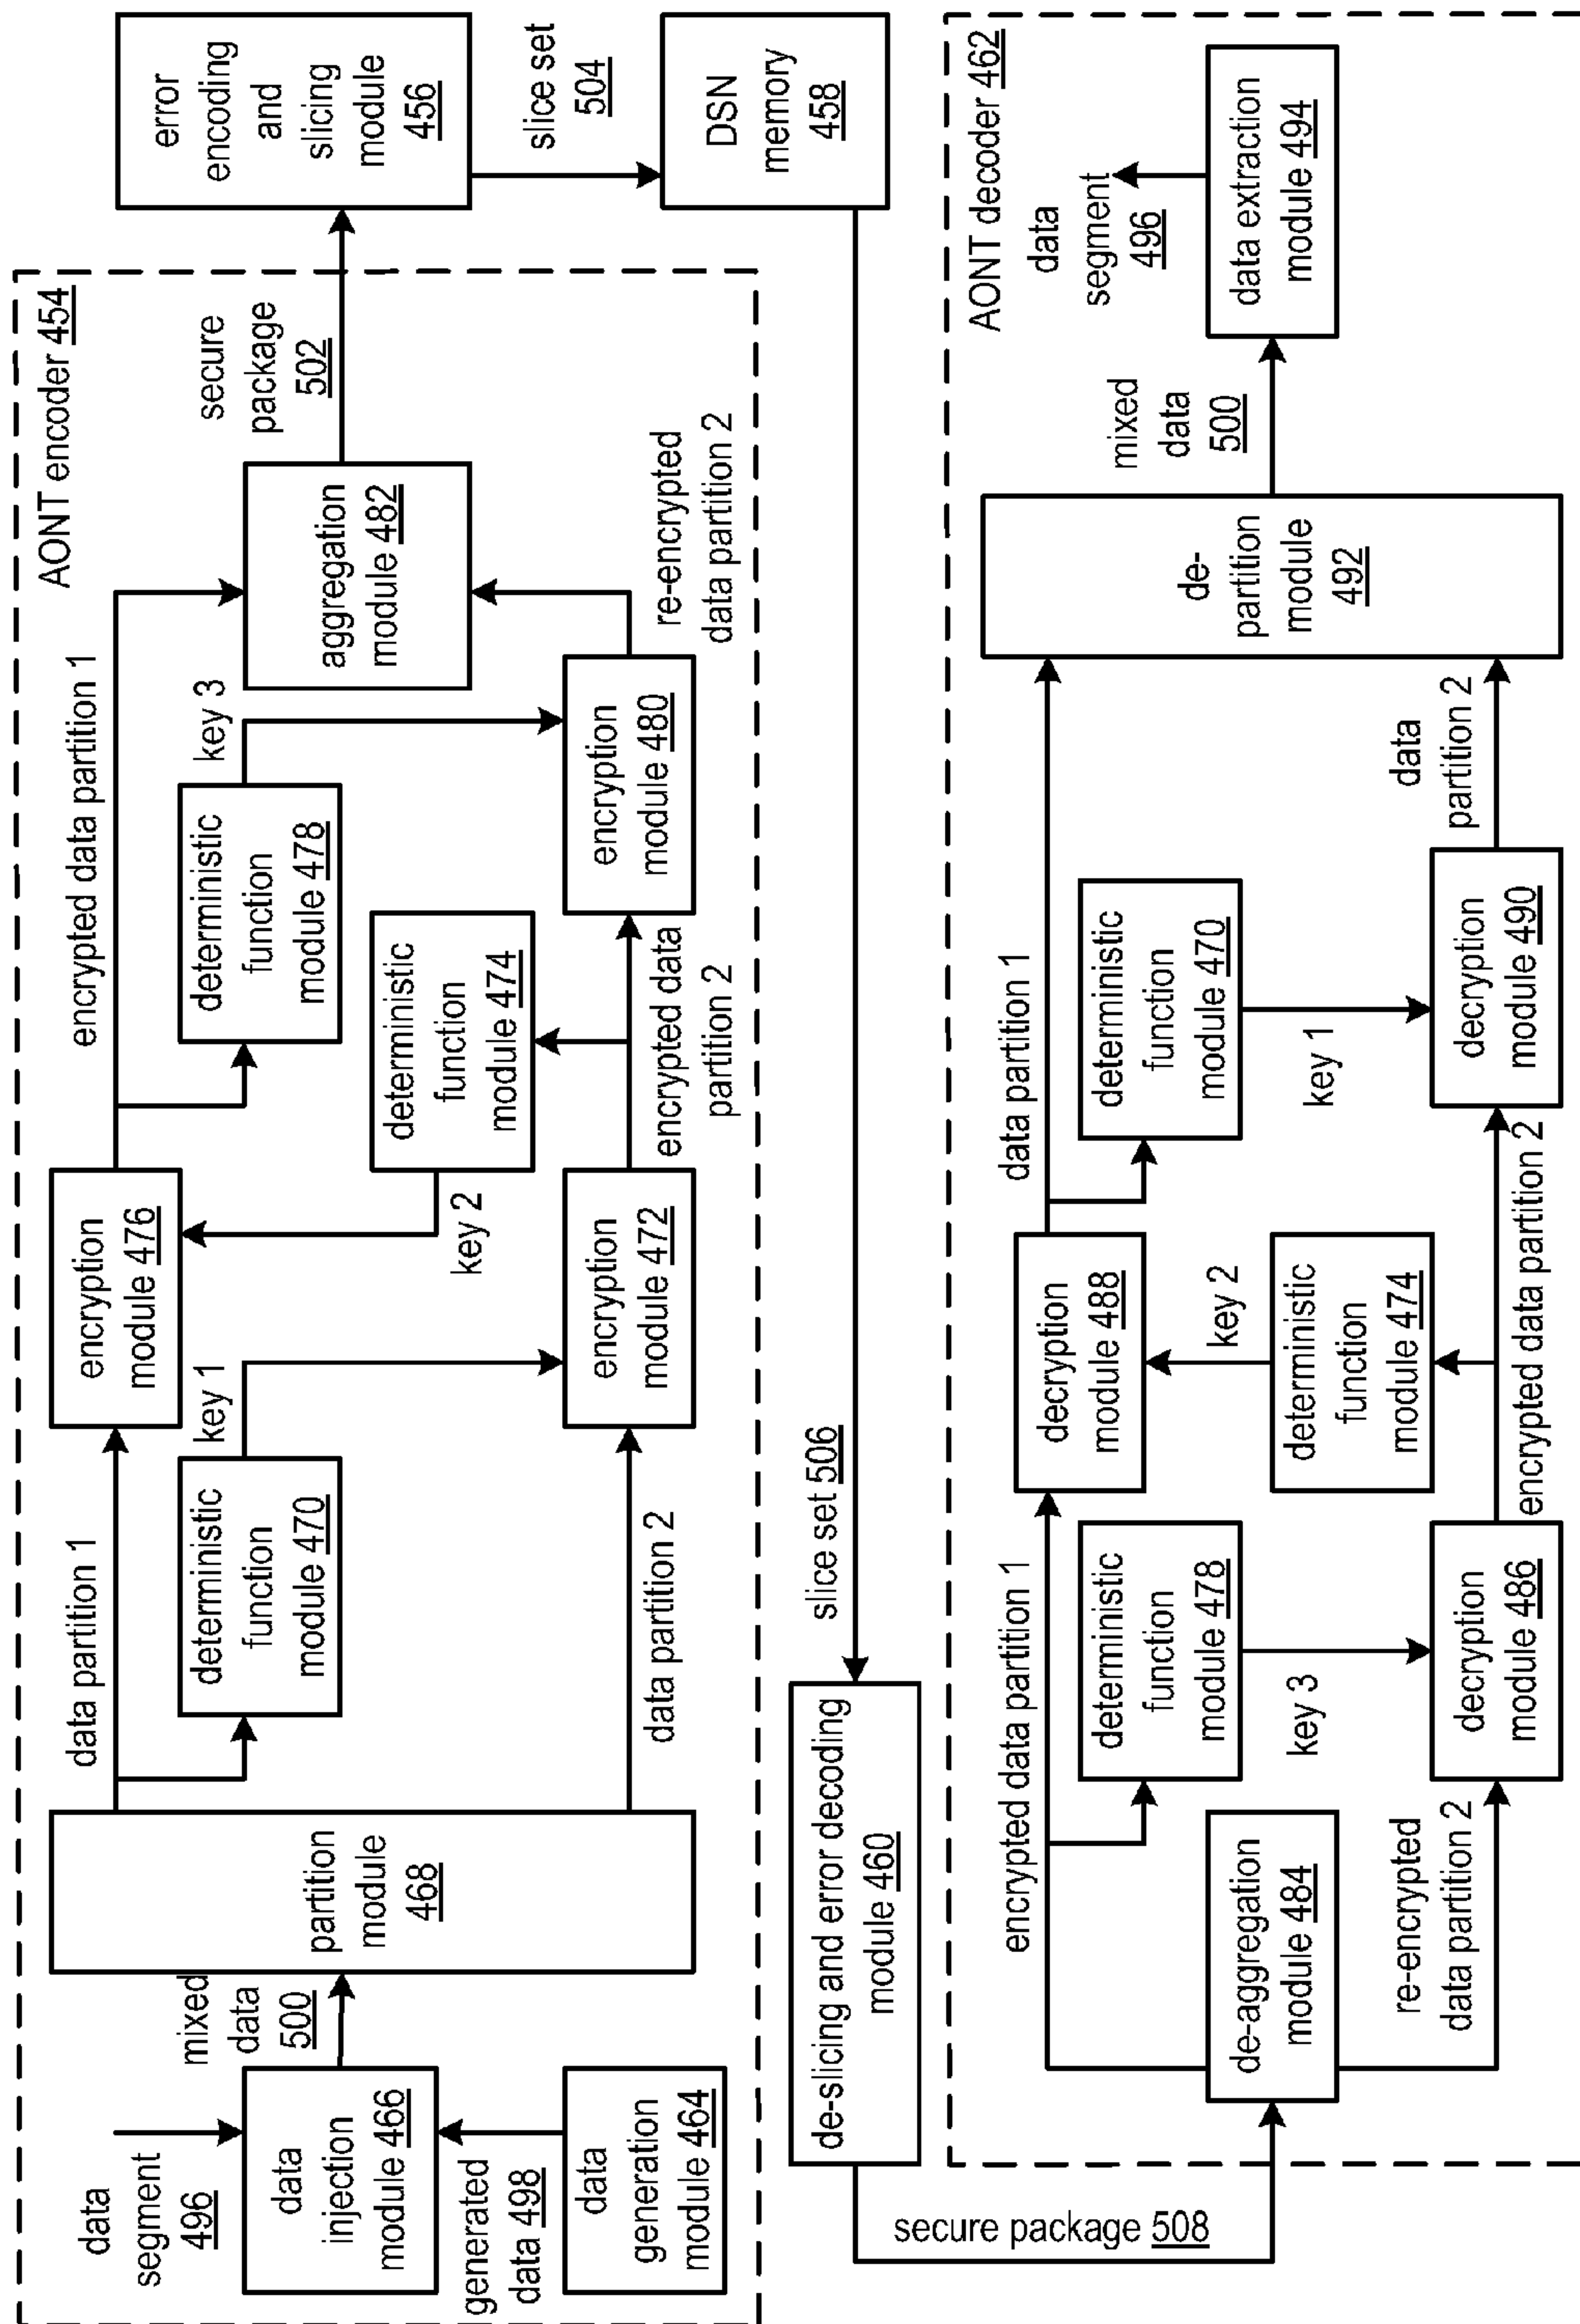 AONT encoder 454
data
segment
496
data
injection
module 466
generated
data 498
data
generation
module 464
mixed
data
500
partition
module
468
data partition 1
deterministic
function
module 470
key 1
data partition 2
encryption
module 476
encryption
module 472
key 2
deterministic
function
module 474
encrypted data
partition 2
encrypted data partition 1
deterministic
function
module 478
key 3
encryption
module 480
re-encrypted
data partition 2
aggregation
module 482
secure
package
502
error
encoding
and
slicing
module
456
slice set
504
DSN
memory
458
slice set 506
de-slicing and error decoding
module 460
secure package 508
AONT decoder 462
de-aggregation
module 484
encrypted data partition 1
re-encrypted
data partition 2
deterministic
function
module 478
key 3
decryption
module 486
encrypted data partition 2
decryption
module 488
key 2
deterministic
function
module 474
data partition 1
deterministic
function
module 470
key 1
decryption
module 490
data
partition 2
de-
partition
module
492
mixed
data
500
data extraction
module 494
data
segment
496